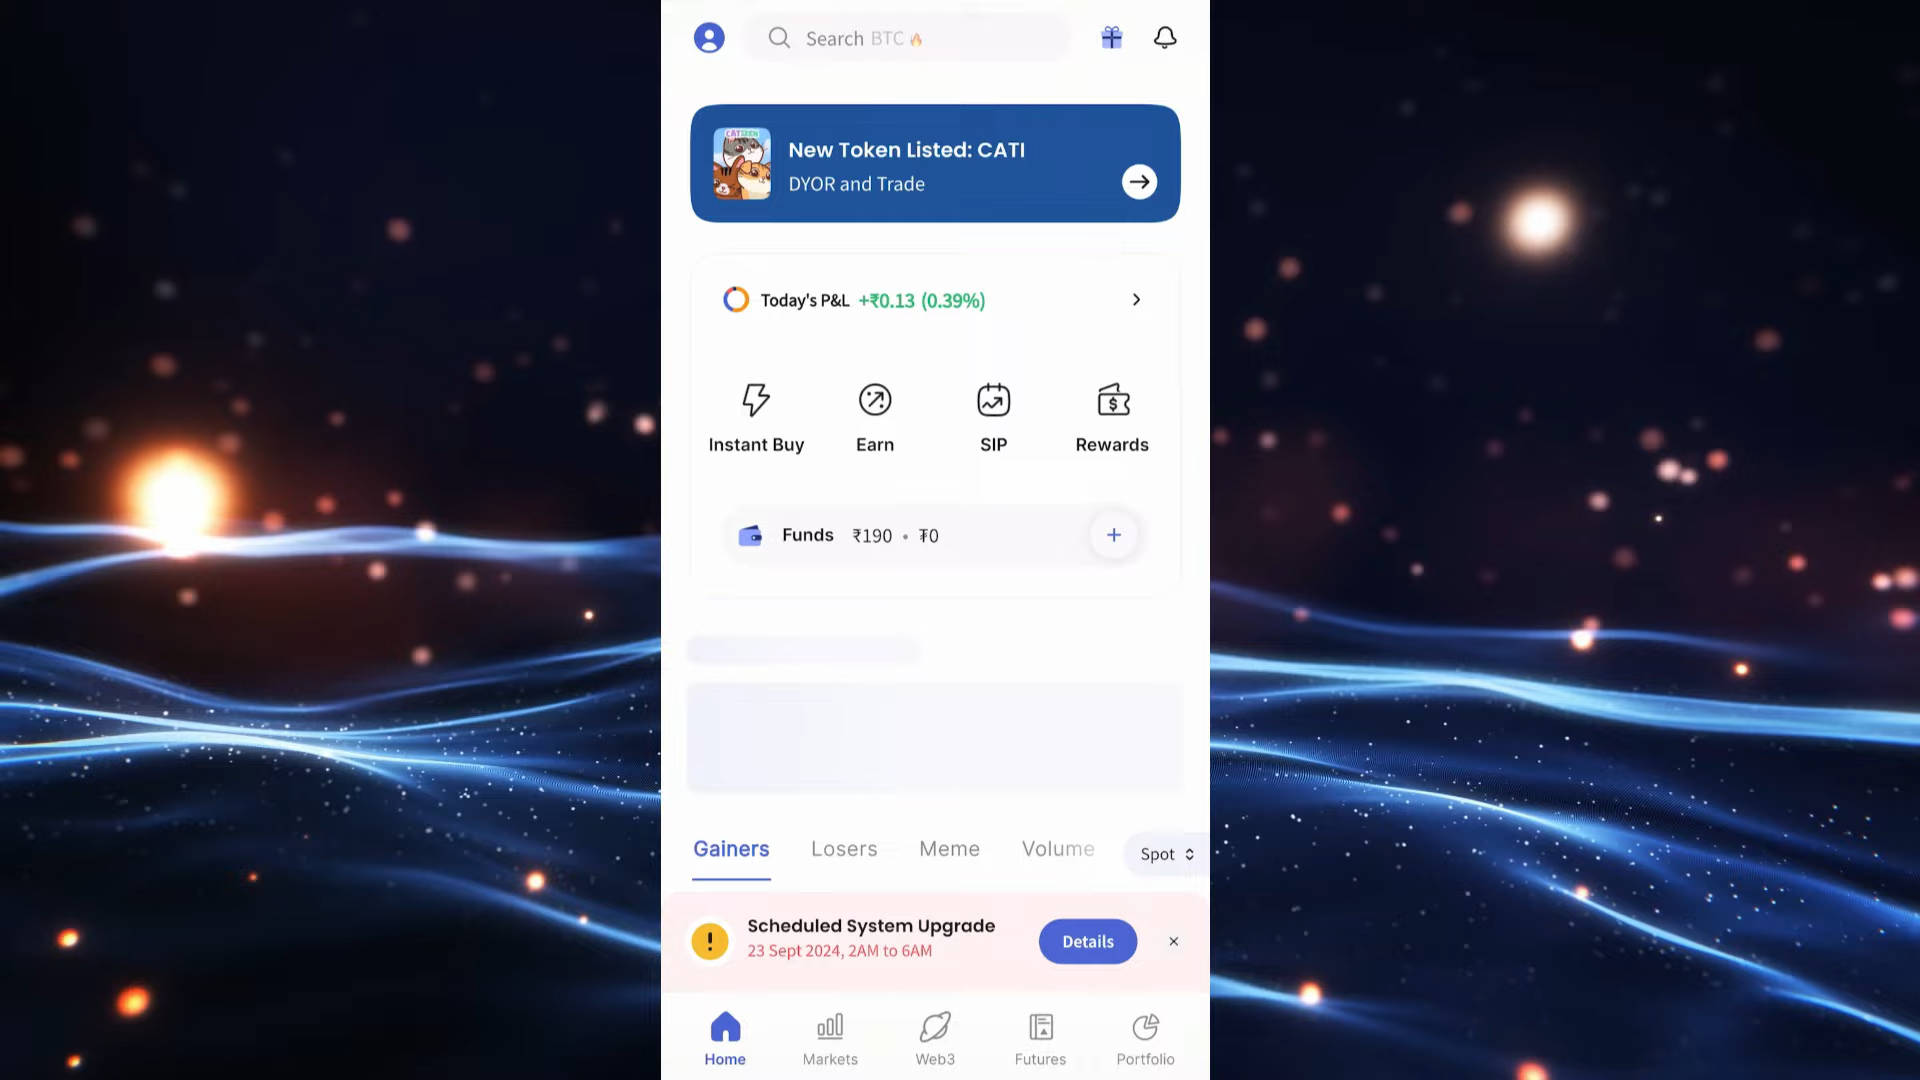 Search BTC
CATIZEN
New Token Listed: CATI
DYOR and Trade
Today's P&L +₹0.13 (0.39%)
Instant Buy Earn SIP Rewards
Funds ₹190 • ₮0
Gainers Losers Meme Volume Spot
Scheduled System Upgrade
23 Sept 2024, 2AM to 6AM
Details
Home Markets Web3 Futures Portfolio